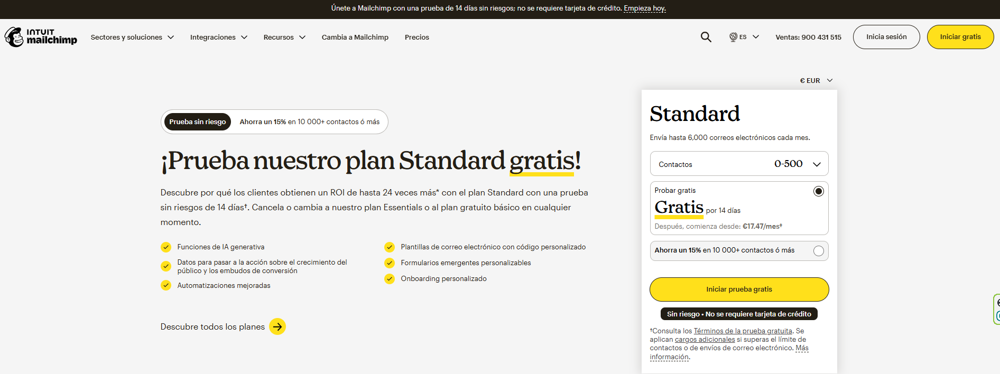 Únete a Mailchimp con una prueba de 14 días sin riesgos; no se requiere tarjeta de crédito. Empieza hoy.
INTUIT
mailchimp
Sectores y soluciones
Integraciones
Recursos
Cambia a Mailchimp
Precios
ES
Ventas: 900 431 515
Inicia sesión
Iniciar gratis
€ EUR
Prueba sin riesgo
Ahorra un 15% en 10 000+ contactos ó más
¡Prueba nuestro plan Standard gratis!
Descubre por qué los clientes obtienen un ROI de hasta 24 veces más* con el plan Standard con una prueba
sin riesgos de 14 días†. Cancela o cambia a nuestro plan Essentials o al plan gratuito básico en cualquier
momento.
Funciones de IA generativa
Datos para pasar a la acción sobre el crecimiento del
público y los embudos de conversión
Automatizaciones mejoradas
Plantillas de correo electrónico con código personalizado
Formularios emergentes personalizables
Onboarding personalizado
Descubre todos los planes
Standard
Envía hasta 6,000 correos electrónicos cada mes.
Contactos
0-500
Probar gratis
Gratis por 14 días
Después, comienza desde: €17.47/mes†
Ahorra un 15% en 10 000+ contactos ó más
Iniciar prueba gratis
Sin riesgo • No se requiere tarjeta de crédito
†Consulta los Términos de la prueba gratuita. Se
aplican cargos adicionales si superas el límite de
contactos o de envíos de correo electrónico. Más
información.